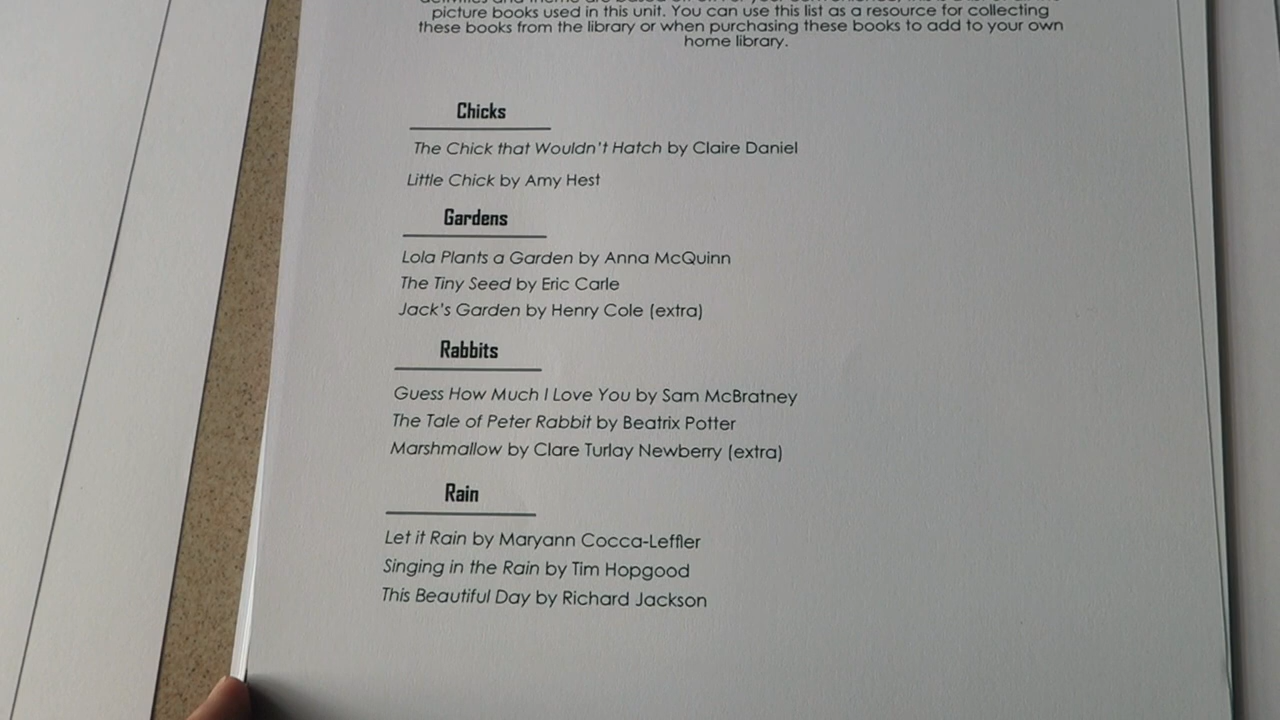 picture books used in this unit. You can use this list as a resource for collecting
these books from the library or when purchasing these books to add to your own
home library.
Chicks
The Chick that Wouldn't Hatch by Claire Daniel
Little Chick by Amy Hest
Gardens
Lola Plants a Garden by Anna McQuinn
The Tiny Seed by Eric Carle
Jack's Garden by Henry Cole (extra)
Rabbits
Guess How Much I Love You by Sam McBratney
The Tale of Peter Rabbit by Beatrix Potter
Marshmallow by Clare Turlay Newberry (extra)
Rain
Let it Rain by Maryann Cocca-Leffler
Singing in the Rain by Tim Hopgood
This Beautiful Day by Richard Jackson